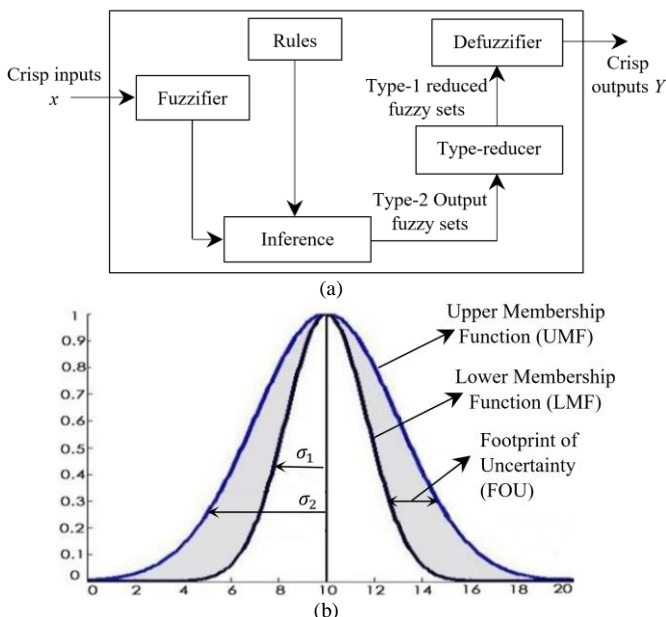 Rules
Defuzzifier
Crisp inputs
x
Fuzzifier
Crisp
outputs Y
Type-1 reduced
fuzzy sets
Type-reducer
Type-2 Output
fuzzy sets
Inference
(a)
Upper Membership
Function (UMF)
Lower Membership
Function (LMF)
Footprint of
Uncertainty
(FOU)
1
0.9
0.8
0.7
0.6
0.5
0.4
0.3
0.2
0.1
0
σ1
σ2
0 2 4 6 8 10 12 14 16 18 20
(b)